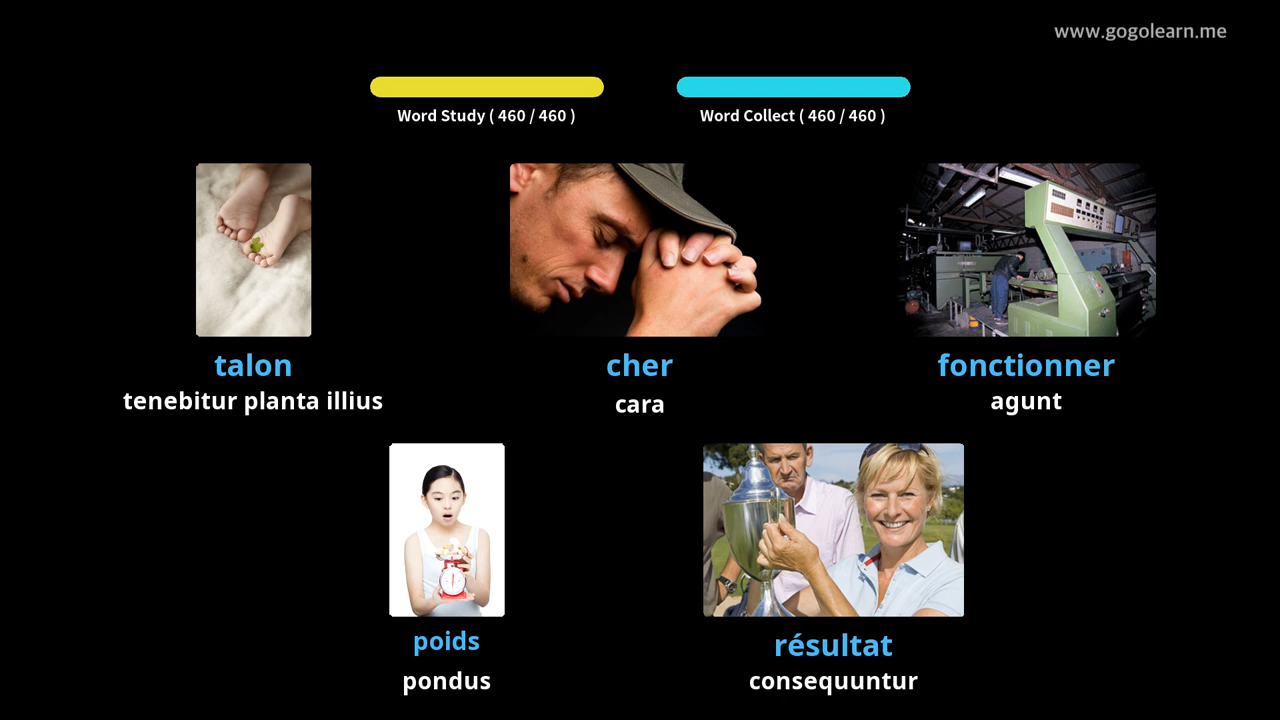 www.gogolearn.me
Word Study ( 460 / 460 )
Word Collect ( 460 / 460 )
talon
tenebitur planta illius
cher
cara
fonctionner
agunt
poids
pondus
résultat
consequuntur